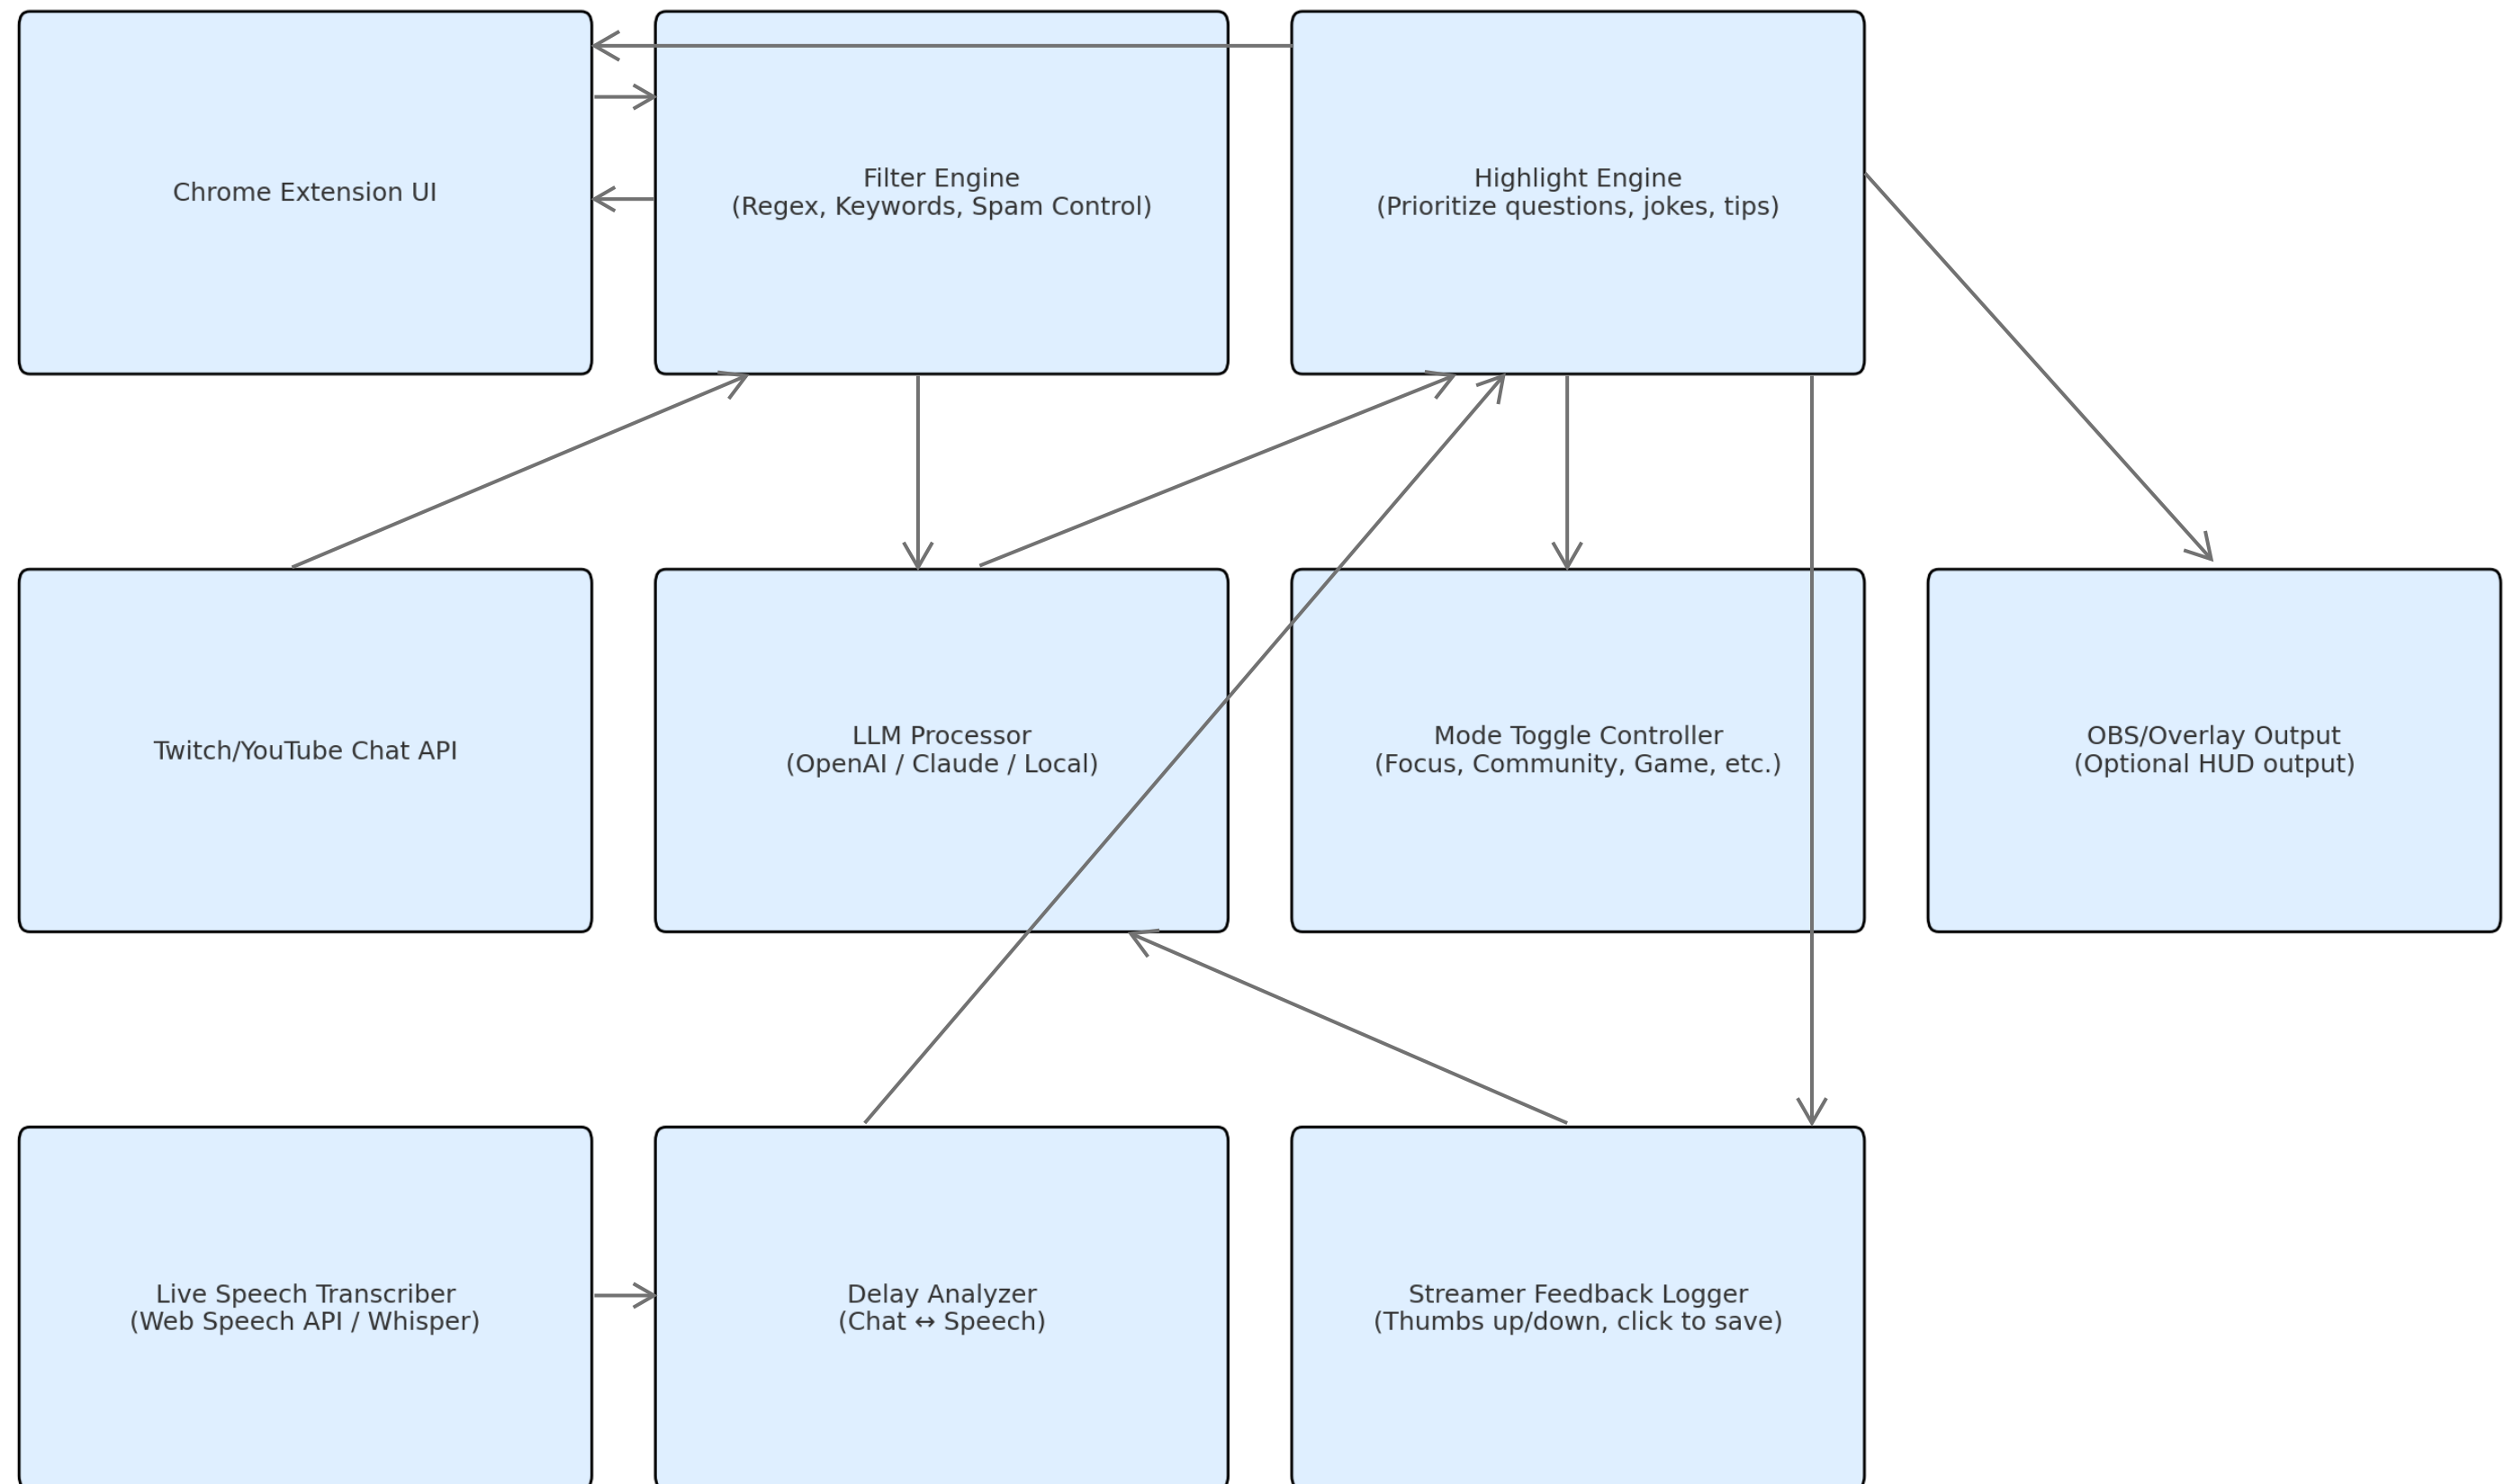 Chrome Extension UI
Filter Engine
(Regex, Keywords, Spam Control)
Highlight Engine
(Prioritize questions, jokes, tips)
Twitch/YouTube Chat API
LLM Processor
(OpenAI / Claude / Local)
Mode Toggle Controller
(Focus, Community, Game, etc.)
OBS/Overlay Output
(Optional HUD output)
Live Speech Transcriber
(Web Speech API / Whisper)
Delay Analyzer
(Chat ↔ Speech)
Streamer Feedback Logger
(Thumbs up/down, click to save)